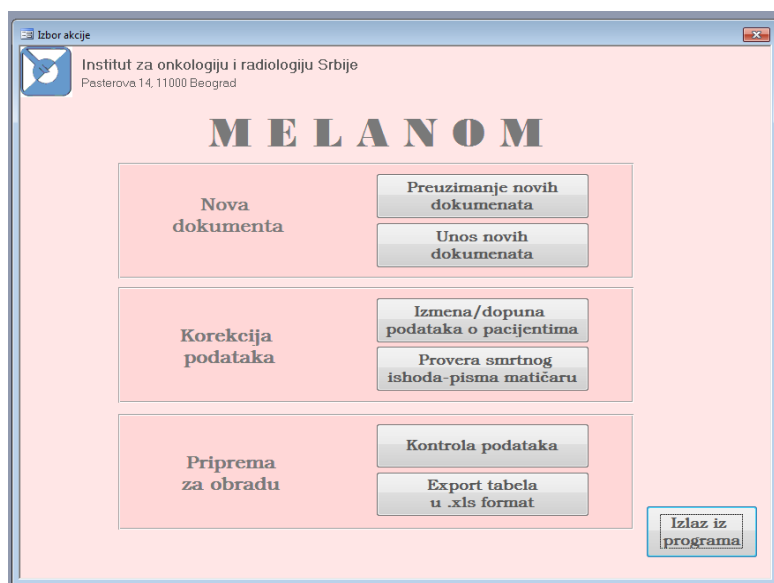 Izbor akcije
Institut za onkologiju i radiologiju Srbije
Pasterova 14, 11000 Beograd
MELANOM
Nova
dokumenta
Preuzimanje novih
dokumenata
Unos novih
dokumenata
Korekcija
podataka
Izmena/dopuna
podataka o pacijentima
Provera smrtnog
ishoda-pisma matičaru
Priprema
za obradu
Kontrola podataka
Export tabela
u .xls format
Izlaz iz
programa